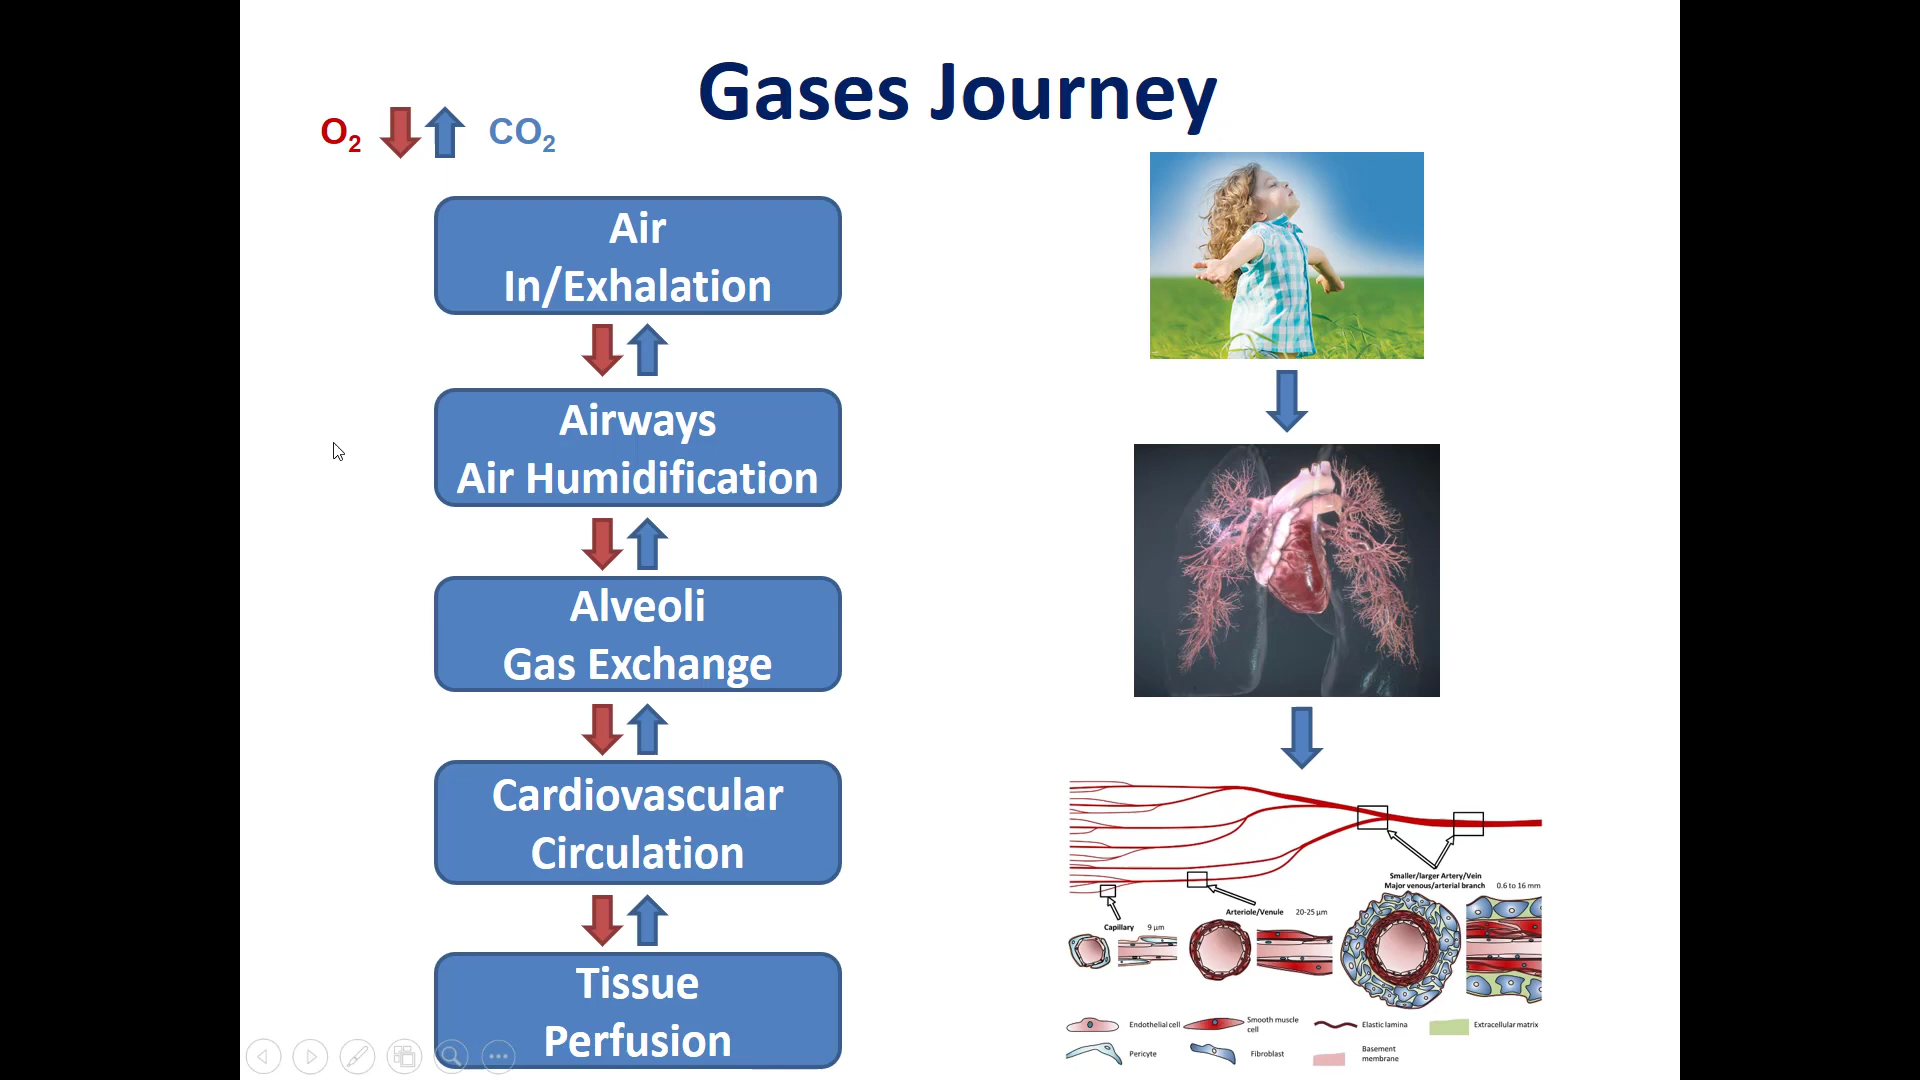 Gases Journey
O2 CO2
Air
In/Exhalation
Airways
Air Humidification
Alveoli
Gas Exchange
Cardiovascular
Circulation
Tissue
Perfusion
Smaller/larger Artery/Vein
Major venous/arterial branch 0.6 to 16 mm
Arteriole/Venule 20-25 µm
Capillary 9 µm
Endothelial cell
Smooth muscle
cell
Elastic lamina
Extracellular matrix
Pericyte
Fibroblast
Basement
membrane